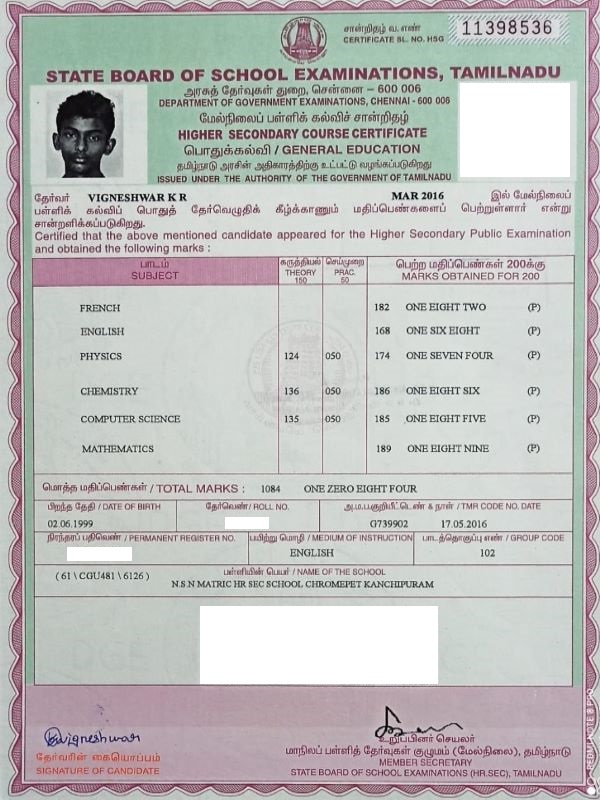 சான்றிதழ் வ. எண்
CERTIFICATE SL. NO. HSG
11398536
STATE BOARD OF SCHOOL EXAMINATIONS, TAMILNADU
அரசுத் தேர்வுகள் துறை, சென்னை – 600 006
DEPARTMENT OF GOVERNMENT EXAMINATIONS, CHENNAI - 600 006
மேல்நிலைப் பள்ளிக் கல்விச் சான்றிதழ்
HIGHER SECONDARY COURSE CERTIFICATE
பொதுக்கல்வி / GENERAL EDUCATION
தமிழ்நாடு அரசின் அதிகாரத்திற்கு உட்பட்டு வழங்கப்படுகிறது
ISSUED UNDER THE AUTHORITY OF THE GOVERNMENT OF TAMILNADU
தேர்வர் VIGNESHWAR K R MAR 2016 இல் மேல்நிலைப்
பள்ளிக் கல்விப் பொதுத் தேர்வெழுதிக் கீழ்க்காணும் மதிப்பெண்களைப் பெற்றுள்ளார் என்று
சான்றளிக்கப்படுகிறது.
Certified that the above mentioned candidate appeared for the Higher Secondary Public Examination
and obtained the following marks :
பாடம் கருத்தியல் செய்முறை பெற்ற மதிப்பெண்கள் 200க்கு
SUBJECT THEORY PRAC. MARKS OBTAINED FOR 200
150 50
FRENCH 182 ONE EIGHT TWO (P)
ENGLISH 168 ONE SIX EIGHT (P)
PHYSICS 124 050 174 ONE SEVEN FOUR (P)
CHEMISTRY 136 050 186 ONE EIGHT SIX (P)
COMPUTER SCIENCE 135 050 185 ONE EIGHT FIVE (P)
MATHEMATICS 189 ONE EIGHT NINE (P)
மொத்த மதிப்பெண்கள் / TOTAL MARKS : 1084 ONE ZERO EIGHT FOUR
பிறந்த தேதி / DATE OF BIRTH தேர்வெண் / ROLL NO. அ.ம.ப.குறியீட்டெண் & நாள் / TMR CODE NO. DATE
02.06.1999 G739902 17.05.2016
நிரந்தரப் பதிவெண் / PERMANENT REGISTER NO. பயிற்று மொழி / MEDIUM OF INSTRUCTION பாடத்தொகுப்பு எண் / GROUP CODE
ENGLISH 102
பள்ளியின் பெயர் / NAME OF THE SCHOOL
( 61 \ CGU481 \ 6126 )
N.S.N MATRIC HR SEC SCHOOL CHROMEPET KANCHIPURAM
Vigneshwar
தேர்வரின் கையொப்பம்
SIGNATURE OF CANDIDATE
உறுப்பினர் செயலர்
மாநிலப் பள்ளித் தேர்வுகள் குழுமம் (மேல்நிலை), தமிழ்நாடு
MEMBER SECRETARY
STATE BOARD OF SCHOOL EXAMINATIONS (HR.SEC), TAMILNADU